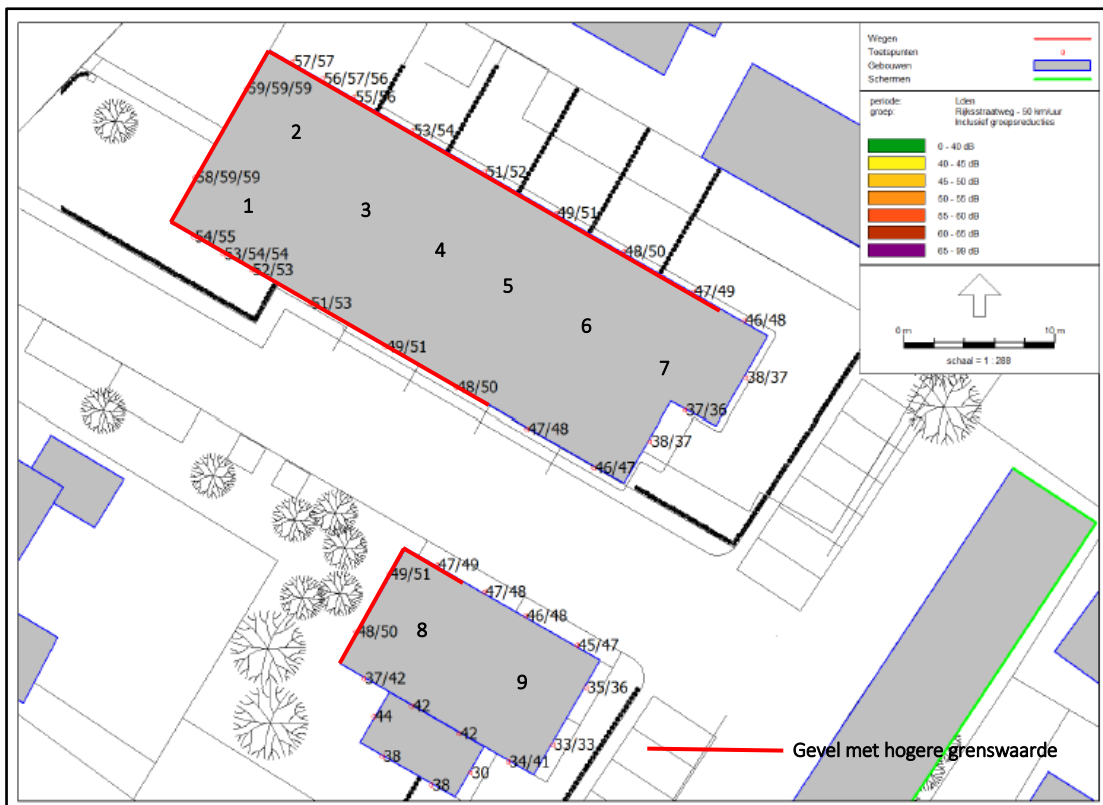 Wegen
Toetspunten
o
Gebouwen
Schermen
periode: Lden
groep: Rijksstraatweg - 50 km/uur
Inclusief groepsreducties
0 - 40 dB
40 - 45 dB
45 - 50 dB
50 - 55 dB
55 - 60 dB
60 - 65 dB
65 - 99 dB
0 m 10 m
schaal = 1 : 288
57/57
56/57/56
55/56
59/59/59
53/54
2
51/52
58/59/59
1
3
49/51
54/55
53/54/54
52/53
4
48/50
5
47/49
51/53
6
46/48
49/51
7
38/37
48/50
37/36
47/48
38/37
46/47
47/49
49/51
47/48
46/48
48/50
8
45/47
37/42
9
35/36
42
44
42
33/33
38
34/41
30
38
Gevel met hogere grenswaarde